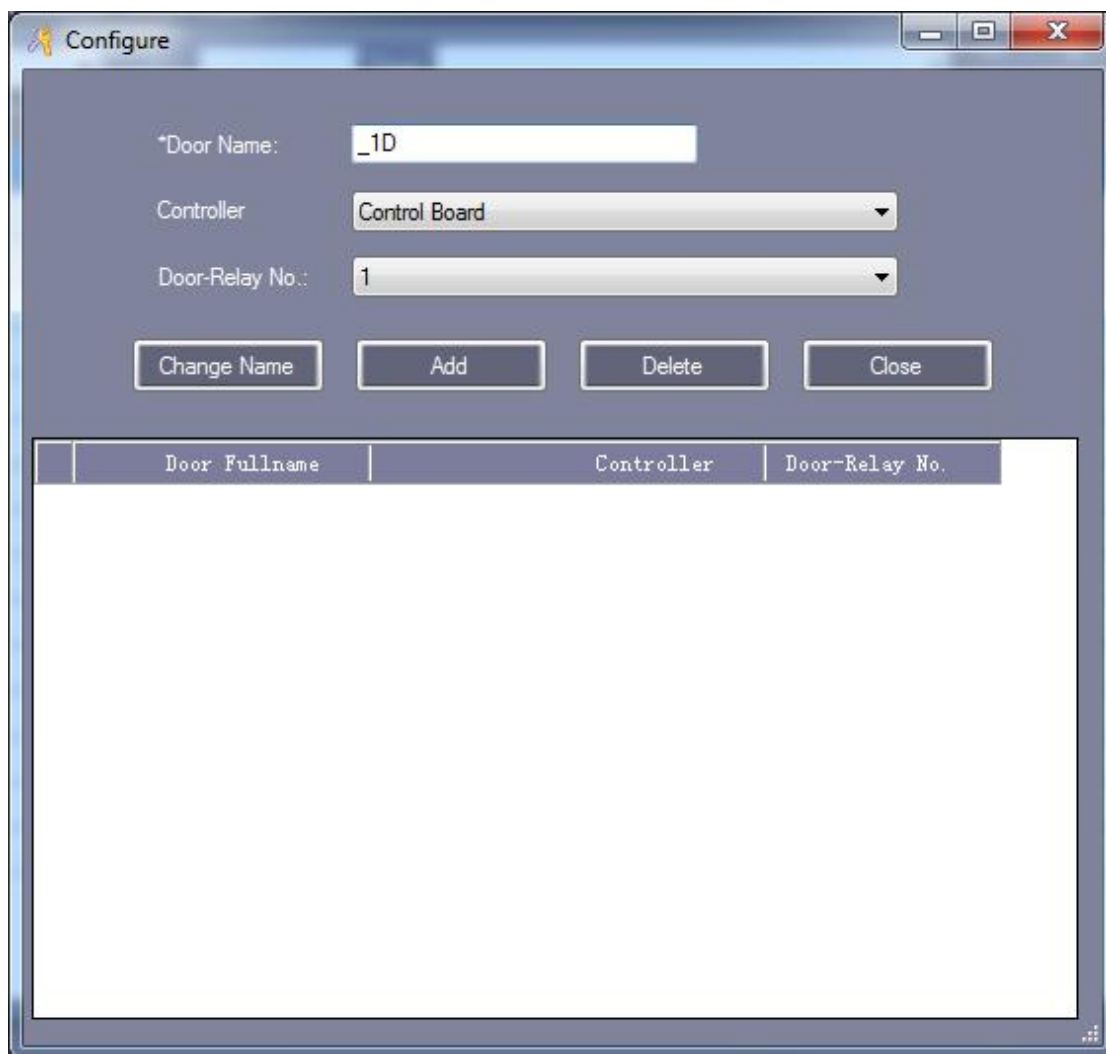 Configure
*Door Name: _1D
Controller Control Board
Door-Relay No.: 1
Change Name Add Delete Close
Door Fullname Controller Door-Relay No.